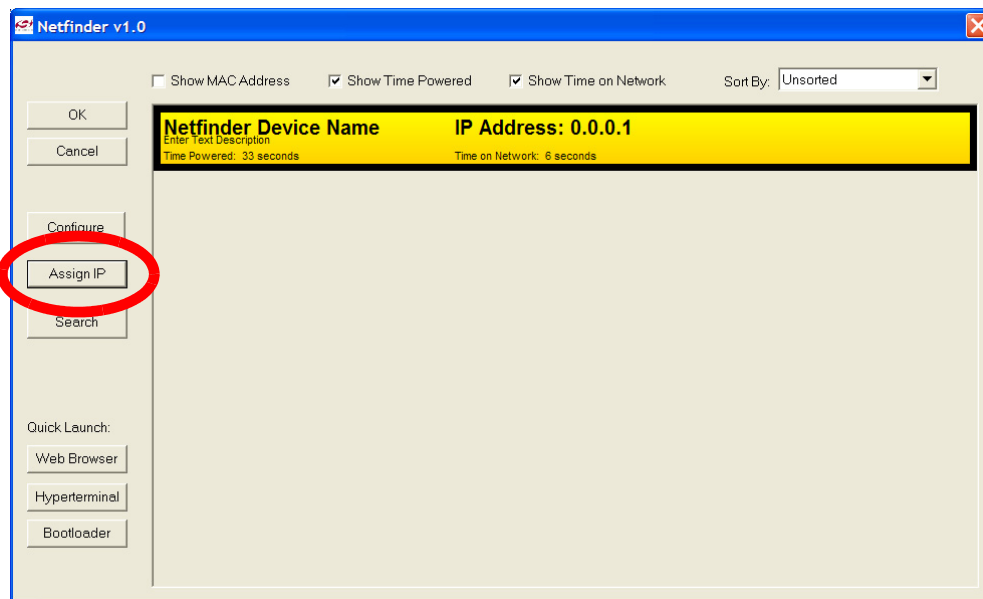 Netfinder v1.0
Show MAC Address Show Time Powered Show Time on Network Sort By: Unsorted
OK
Cancel
Netfinder Device Name IP Address: 0.0.0.1
Enter Text Description
Time Powered: 33 seconds Time on Network: 6 seconds
Configure
Assign IP
Search
Quick Launch:
Web Browser
Hyperterminal
Bootloader